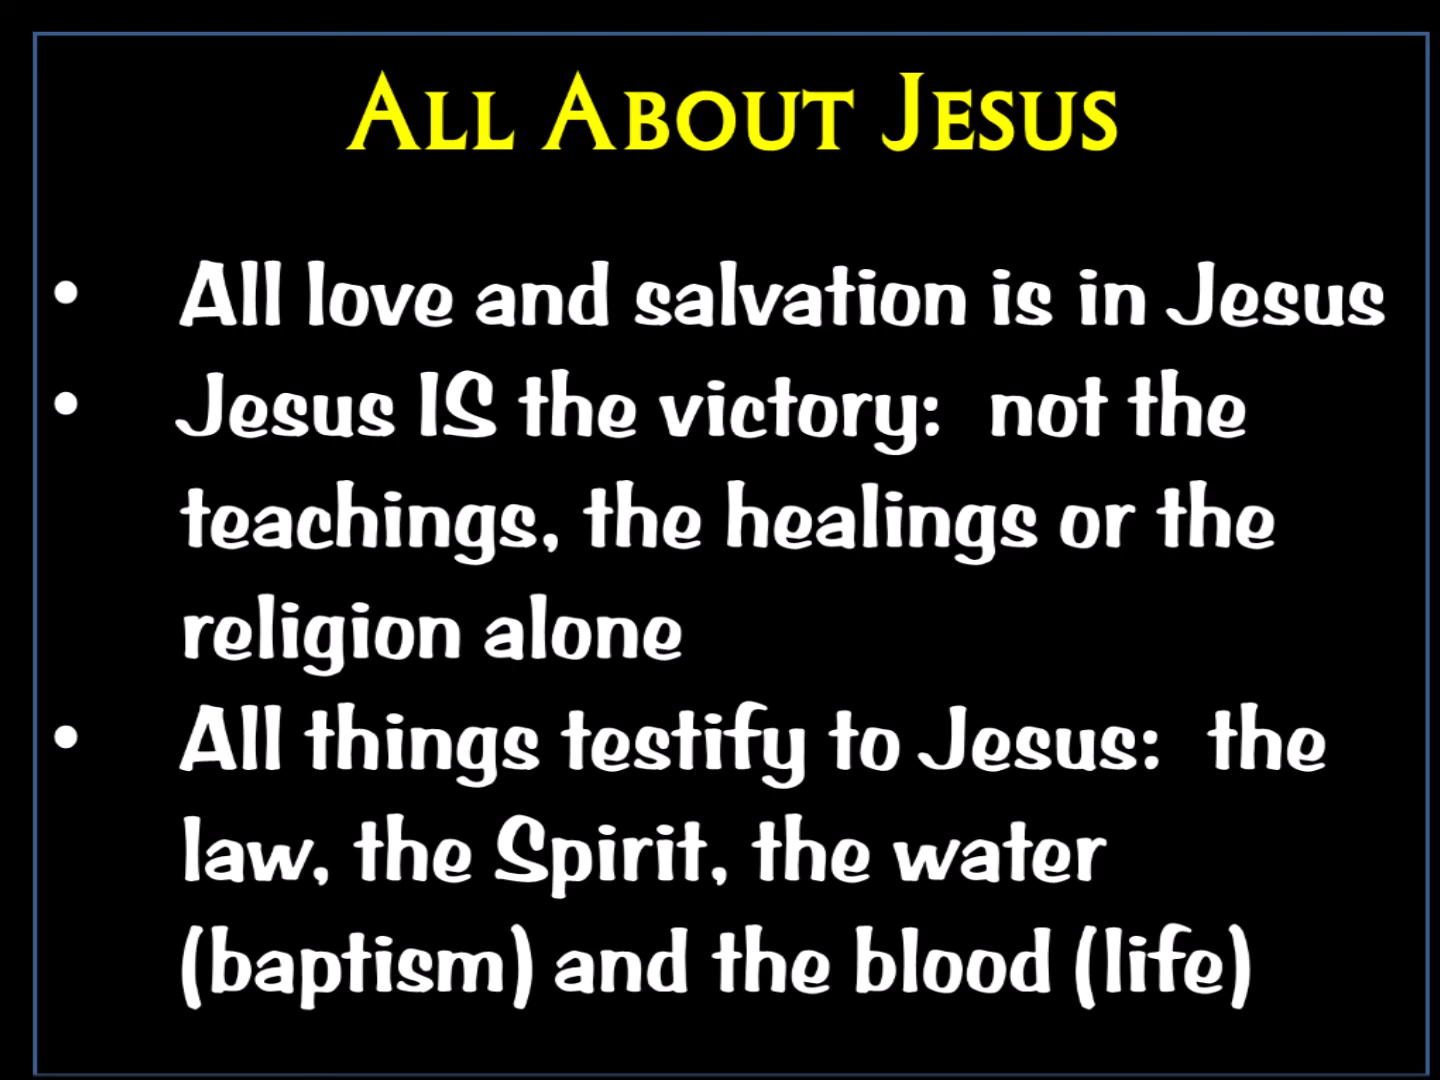 All About Jesus
• All love and salvation is in Jesus
• Jesus IS the victory: not the
teachings, the healings or the
religion alone
• All things testify to Jesus: the
law, the Spirit, the water
(baptism) and the blood (life)